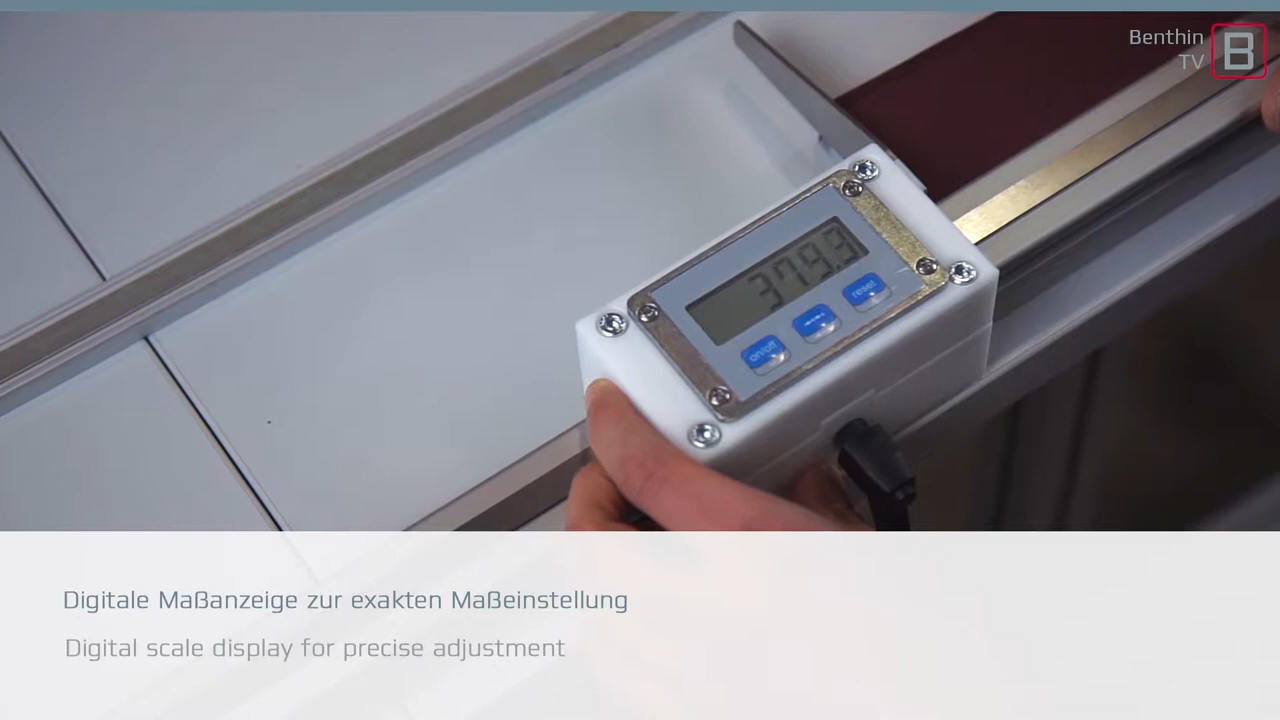 Benthin
TV
B
379.9
on/off
reset
Digitale Maßanzeige zur exakten Maßeinstellung
Digital scale display for precise adjustment